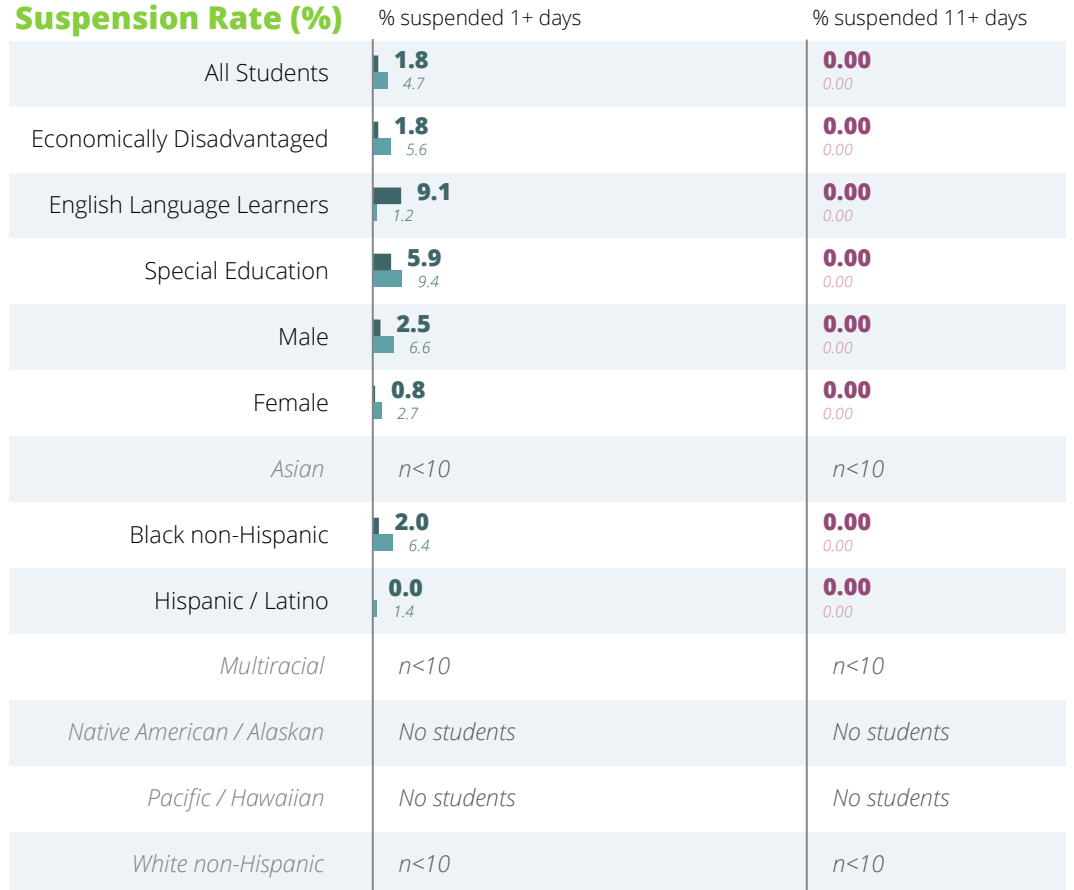 Suspension Rate (%) % suspended 1+ days % suspended 11+ days
All Students 1.8 0.00
4.7 0.00
Economically Disadvantaged 1.8 0.00
5.6 0.00
English Language Learners 9.1 0.00
1.2 0.00
Special Education 5.9 0.00
9.4 0.00
Male 2.5 0.00
6.6 0.00
Female 0.8 0.00
2.7 0.00
Asian n<10 n<10
Black non-Hispanic 2.0 0.00
6.4 0.00
Hispanic / Latino 0.0 0.00
1.4 0.00
Multiracial n<10 n<10
Native American / Alaskan No students No students
Pacific / Hawaiian No students No students
White non-Hispanic n<10 n<10